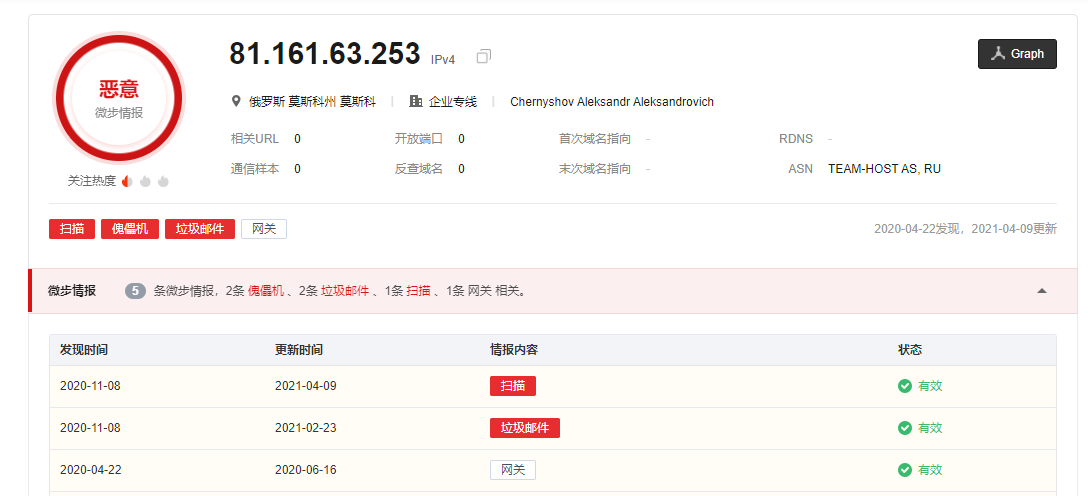 恶意
微步情报
关注热度
81.161.63.253 IPv4
Graph
俄罗斯 莫斯科州 莫斯科 企业专线 Chernyshov Aleksandr Aleksandrovich
相关URL 0 开放端口 0 首次域名指向 - RDNS -
通信样本 0 反查域名 0 末次域名指向 - ASN TEAM-HOST AS, RU
扫描 傀儡机 垃圾邮件 网关 2020-04-22发现，2021-04-09更新
微步情报 5 条微步情报，2条 傀儡机 、2条 垃圾邮件 、1条 扫描 、1条 网关 相关。
发现时间 更新时间 情报内容 状态
2020-11-08 2021-04-09 扫描 有效
2020-11-08 2021-02-23 垃圾邮件 有效
2020-04-22 2020-06-16 网关 有效